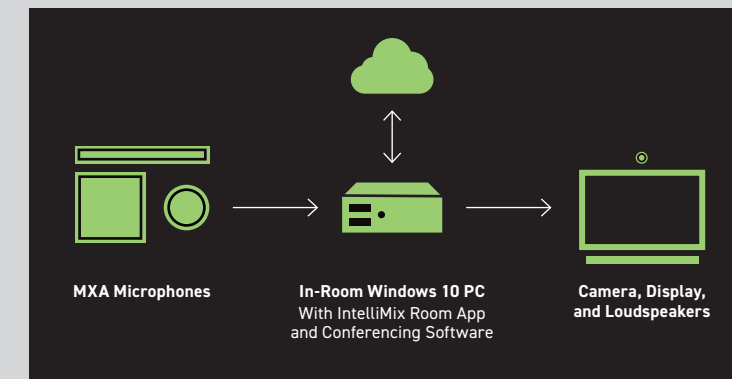 MXA Microphones
In-Room Windows 10 PC
With IntelliMix Room App
and Conferencing Software
Camera, Display,
and Loudspeakers